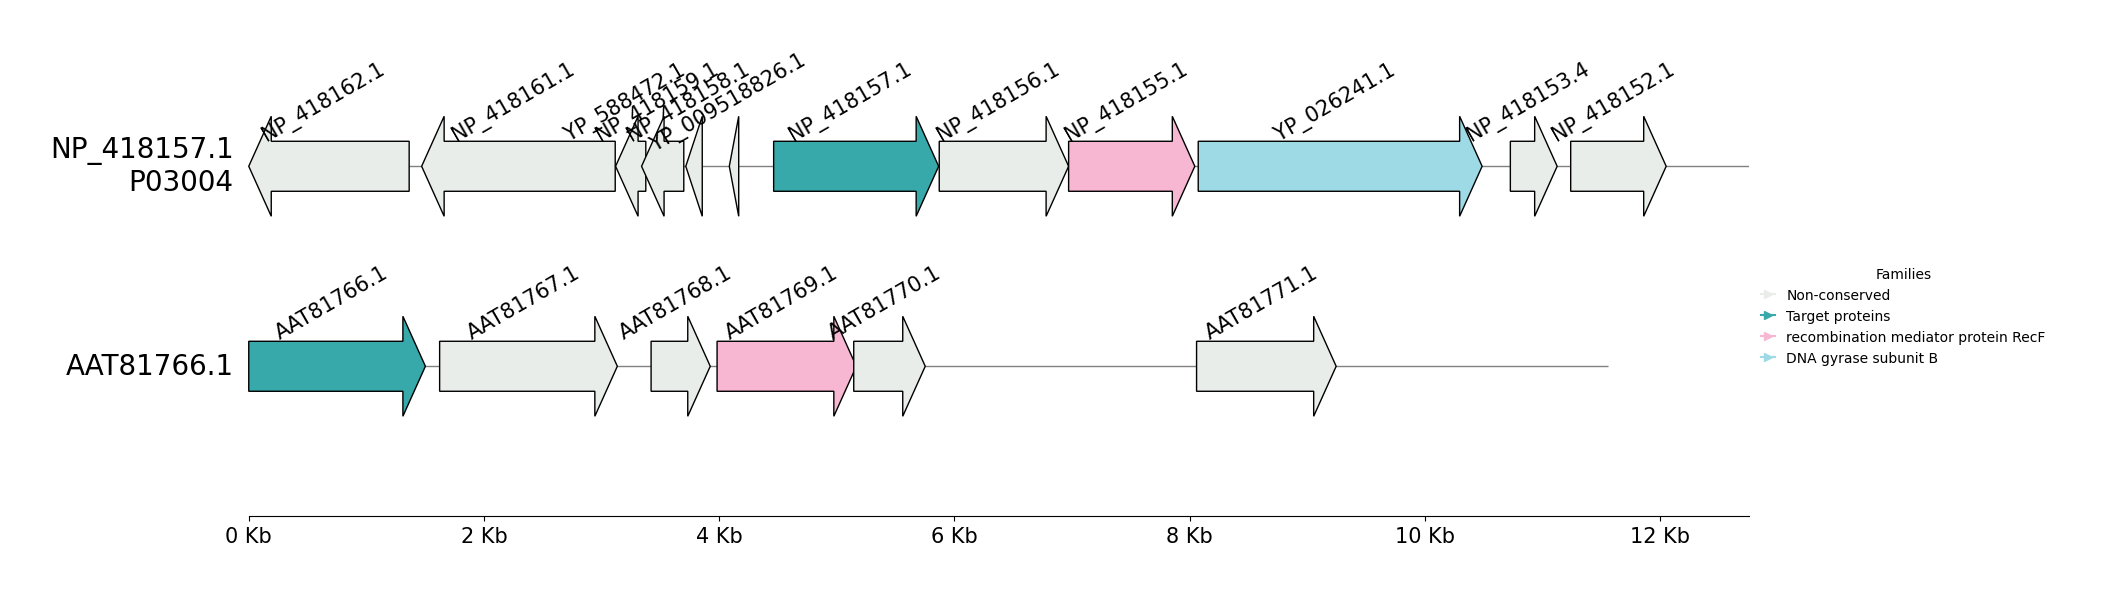 NP_418162.1
NP_418161.1
YP_588472.1
NP_418159.1
NP_418158.1
YP_009518826.1
NP_418157.1
NP_418156.1
NP_418155.1
YP_026241.1
NP_418153.4
NP_418152.1
NP_418157.1
P03004
AAT81766.1
AAT81767.1
AAT81768.1
AAT81769.1
AAT81770.1
AAT81771.1
AAT81766.1
Families
Non-conserved
Target proteins
recombination mediator protein RecF
DNA gyrase subunit B
0 Kb
2 Kb
4 Kb
6 Kb
8 Kb
10 Kb
12 Kb